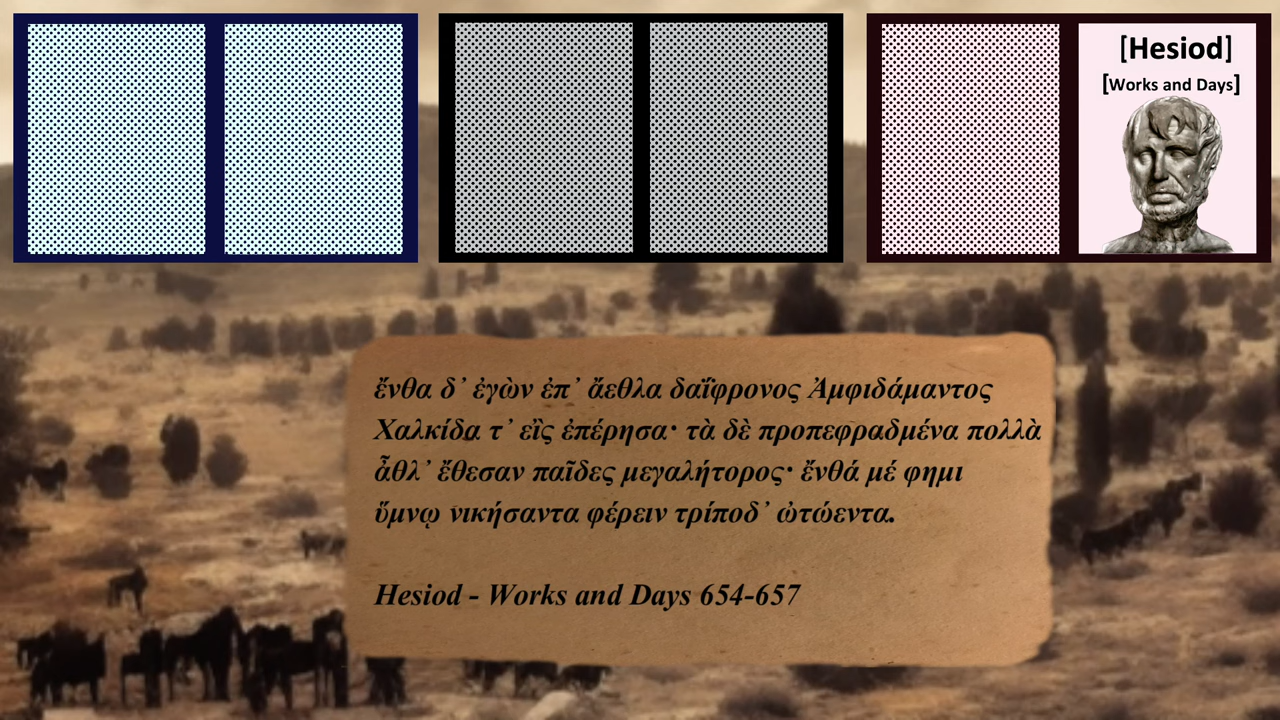 [Hesiod]
[Works and Days]
ἔνθα δ᾽ ἐγὼν ἐπ᾽ ἄεθλα δαΐφρονος Ἀμφιδάμαντος
Χαλκίδα τ᾽ εἲς ἐπέρησα· τὰ δὲ προπεφραδμένα πολλὰ
ἆθλ᾽ ἔθεσαν παῖδες μεγαλήτορος· ἔνθά μέ φημι
ὕμνῳ νικήσαντα φέρειν τρίποδ᾽ ὠτώεντα.
Hesiod - Works and Days 654-657